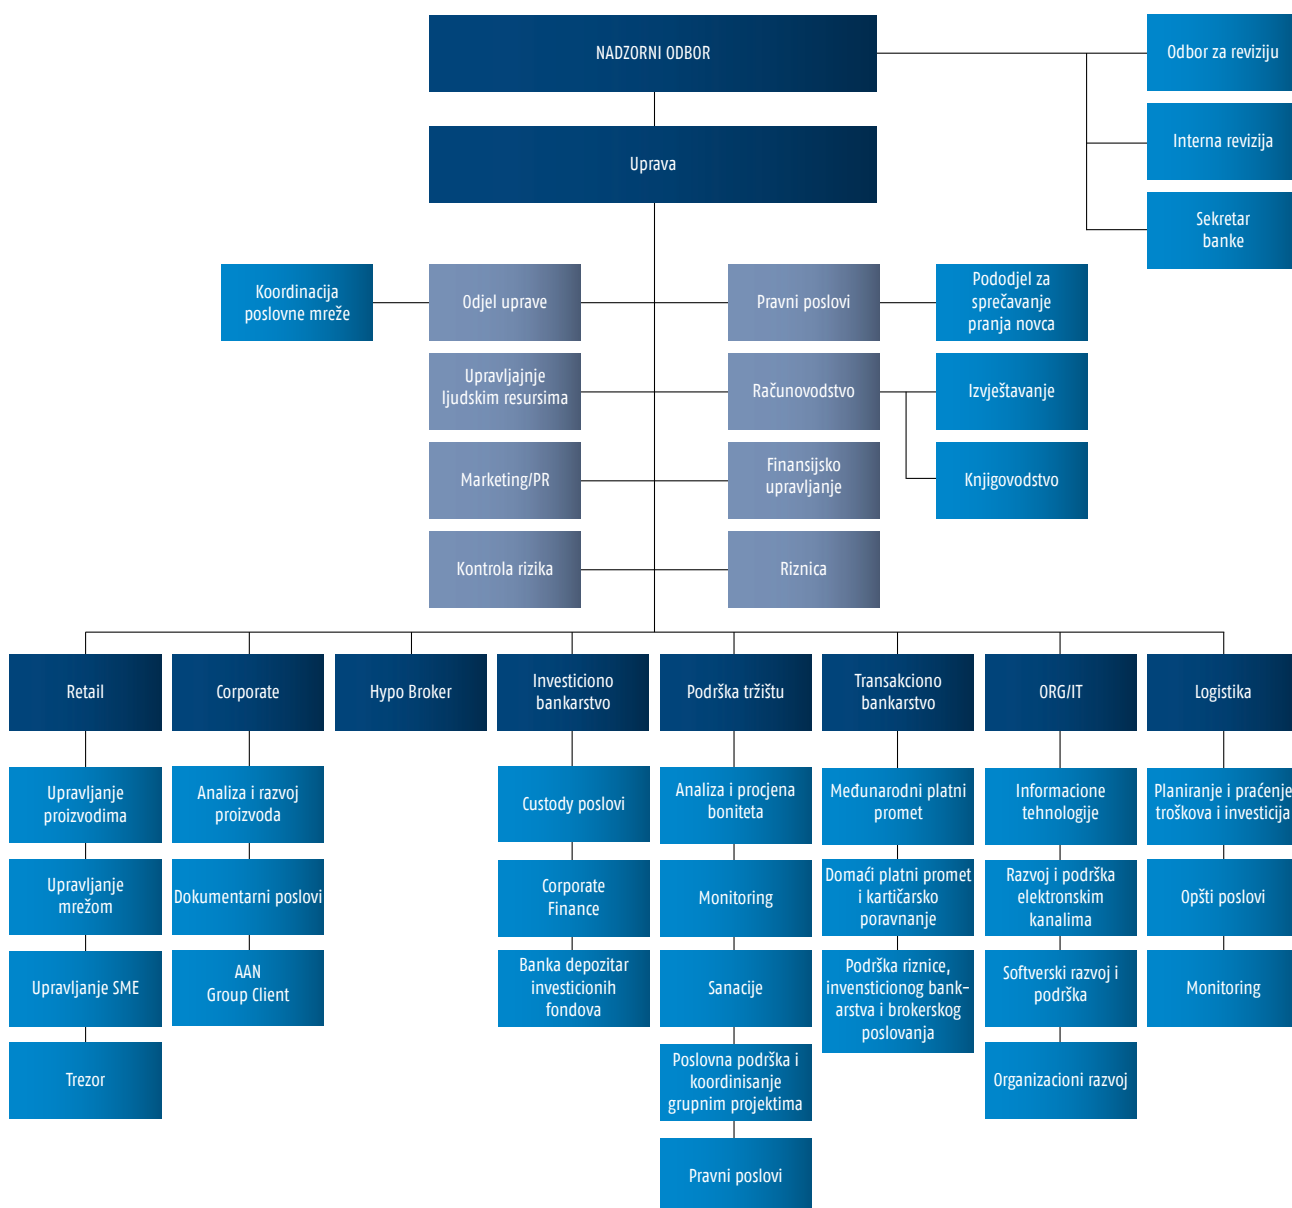 NADZORNI ODBOR
Odbor za reviziju
Interna revizija
Uprava
Sekretar
banke
Koordinacija
poslovne mreže
Odjel uprave
Pravni poslovi
Pododjel za
sprečavanje
pranja novca
Upravljajnje
ljudskim resursima
Računovodstvo
Izvještavanje
Marketing/PR
Finansijsko
upravljanje
Knjigovodstvo
Kontrola rizika
Riznica
Retail
Corporate
Hypo Broker
Investiciono
bankarstvo
Podrška tržištu
Transakciono
bankarstvo
ORG/IT
Logistika
Upravljanje
proizvodima
Analiza i razvoj
proizvoda
Custody poslovi
Analiza i procjena
boniteta
Međunarodni platni
promet
Informacione
tehnologije
Planiranje i praćenje
troškova i investicija
Upravljanje
mrežom
Dokumentarni poslovi
Corporate
Finance
Monitoring
Domaći platni promet
i kartičarsko
poravnanje
Razvoj i podrška
elektronskim
kanalima
Opšti poslovi
Upravljanje SME
AAN
Group Client
Banka depozitar
investicionih
fondova
Sanacije
Podrška riznice,
invensticionog bank-
arstva i brokerskog
poslovanja
Softverski razvoj i
podrška
Monitoring
Trezor
Poslovna podrška i
koordinisanje
grupnim projektima
Organizacioni razvoj
Pravni poslovi